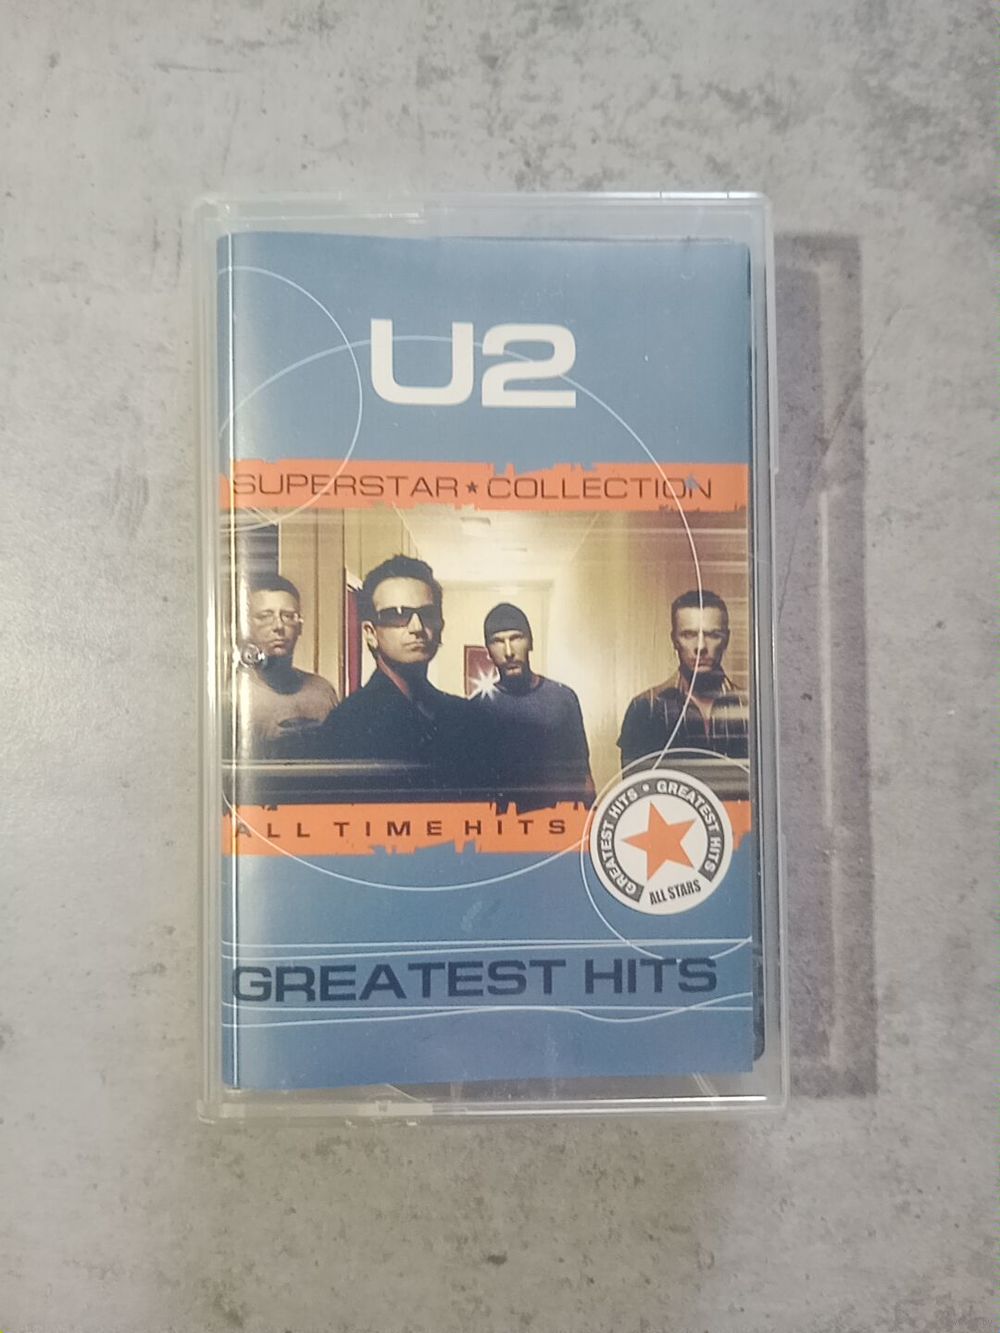 U2
SUPERSTAR ★ COLLECTION
ALL TIME HITS
GREATEST HITS • GREATEST HITS
ALL STARS
GREATEST HITS